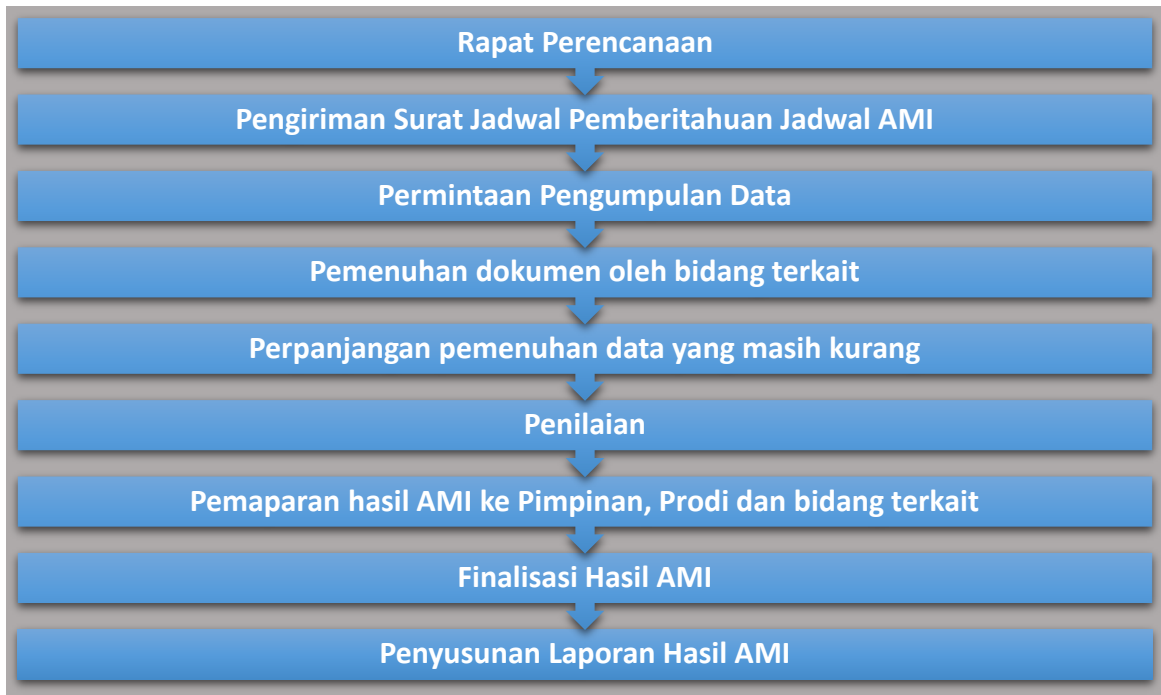 Rapat Perencanaan
Pengiriman Surat Jadwal Pemberitahuan Jadwal AMI
Permintaan Pengumpulan Data
Pemenuhan dokumen oleh bidang terkait
Perpanjangan pemenuhan data yang masih kurang
Penilaian
Pemaparan hasil AMI ke Pimpinan, Prodi dan bidang terkait
Finalisasi Hasil AMI
Penyusunan Laporan Hasil AMI